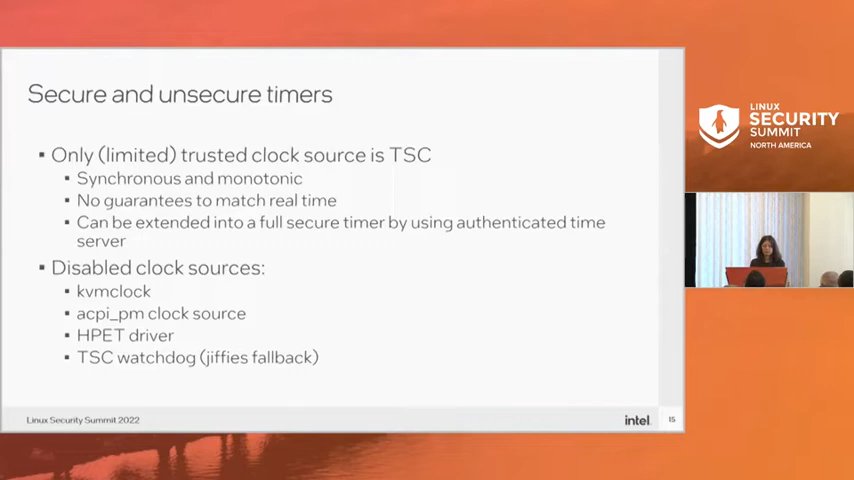 Secure and unsecure timers
▪ Only (limited) trusted clock source is TSC
▪ Synchronous and monotonic
▪ No guarantees to match real time
▪ Can be extended into a full secure timer by using authenticated time
server
▪ Disabled clock sources:
▪ kvmclock
▪ acpi_pm clock source
▪ HPET driver
▪ TSC watchdog (jiffies fallback)
Linux Security Summit 2022
intel
15
LINUX
SECURITY
SUMMIT
NORTH AMERICA